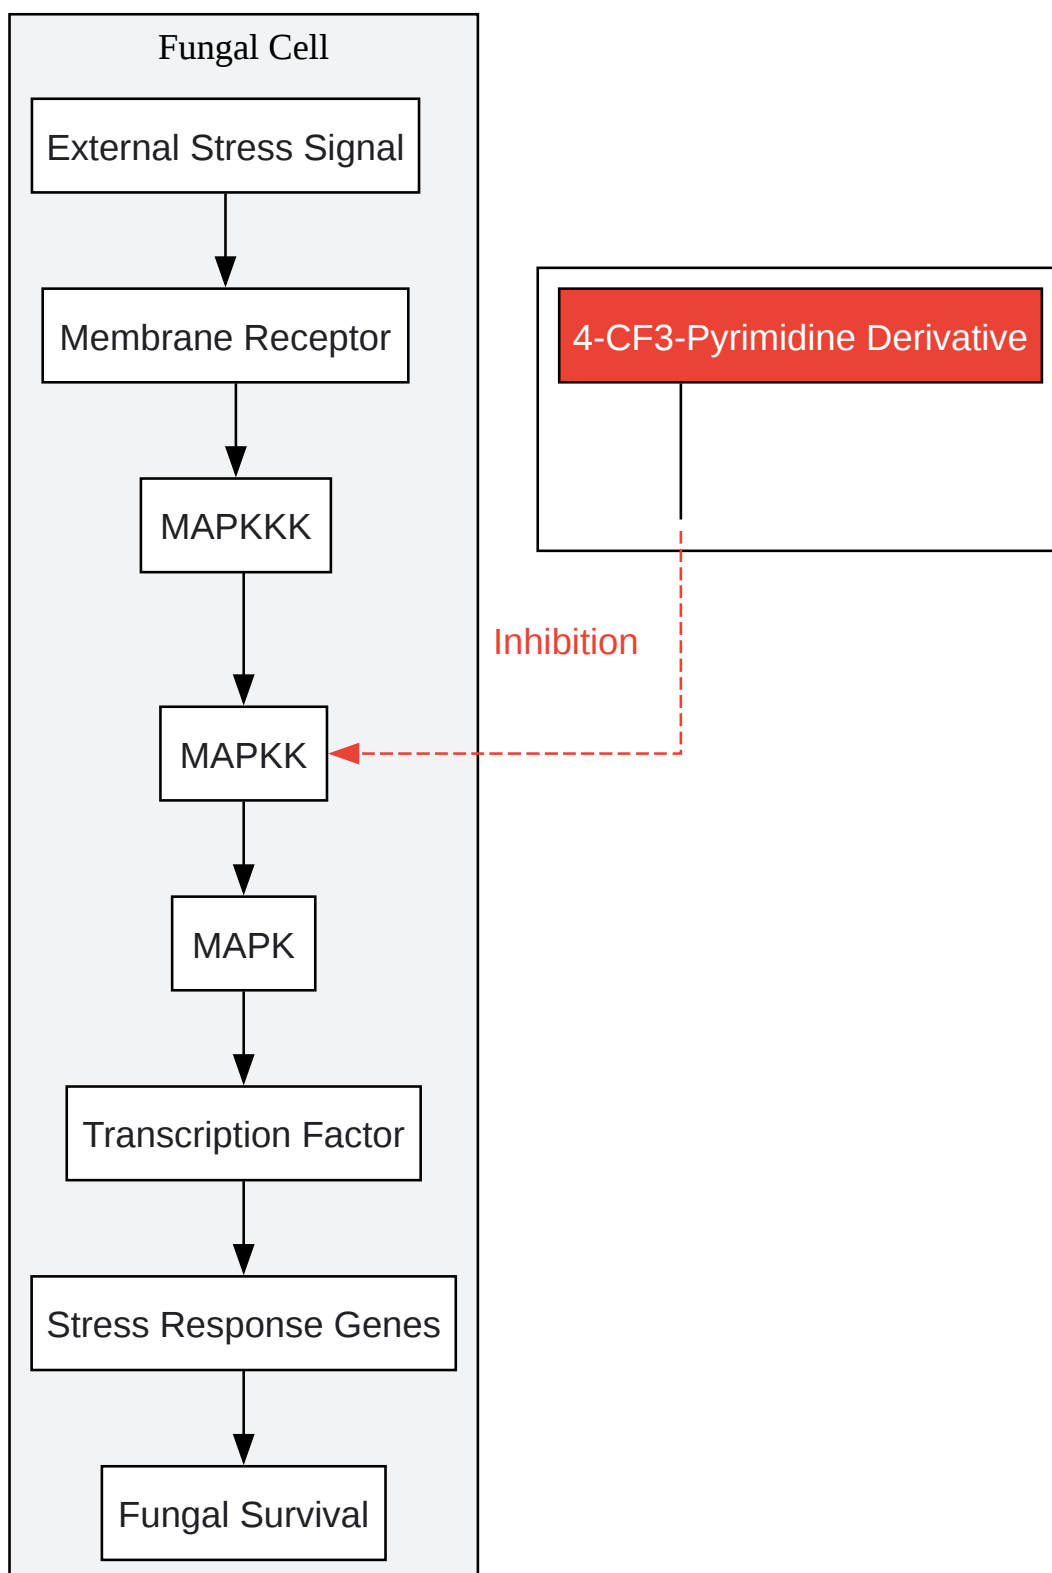 Fungal Cell
External Stress Signal
Membrane Receptor
4-CF3-Pyrimidine Derivative
MAPKKK
Inhibition
MAPKK
MAPK
Transcription Factor
Stress Response Genes
Fungal Survival